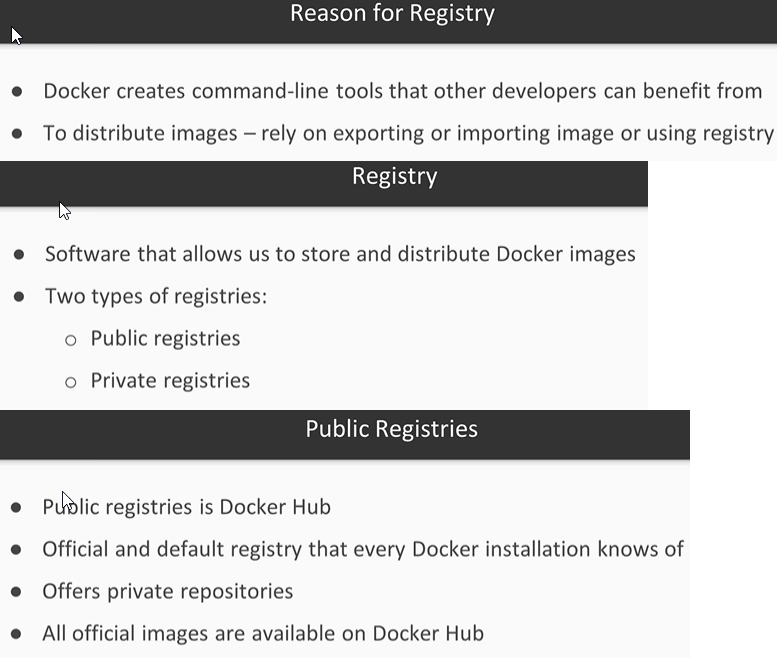 Reason for Registry
● Docker creates command-line tools that other developers can benefit from
● To distribute images – rely on exporting or importing image or using registry
Registry
● Software that allows us to store and distribute Docker images
● Two types of registries:
○ Public registries
○ Private registries
Public Registries
● Public registries is Docker Hub
● Official and default registry that every Docker installation knows of
● Offers private repositories
● All official images are available on Docker Hub